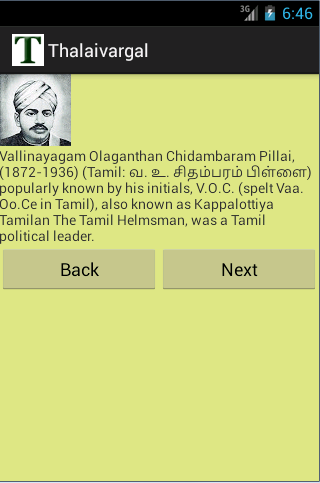 3G 6:46
T Thalaivargal
Vallinayagam Olaganthan Chidambaram Pillai,
(1872-1936) (Tamil: வ. உ. சிதம்பரம் பிள்ளை)
popularly known by his initials, V.O.C. (spelt Vaa.
Oo.Ce in Tamil), also known as Kappalottiya
Tamilan The Tamil Helmsman, was a Tamil
political leader.
Back Next